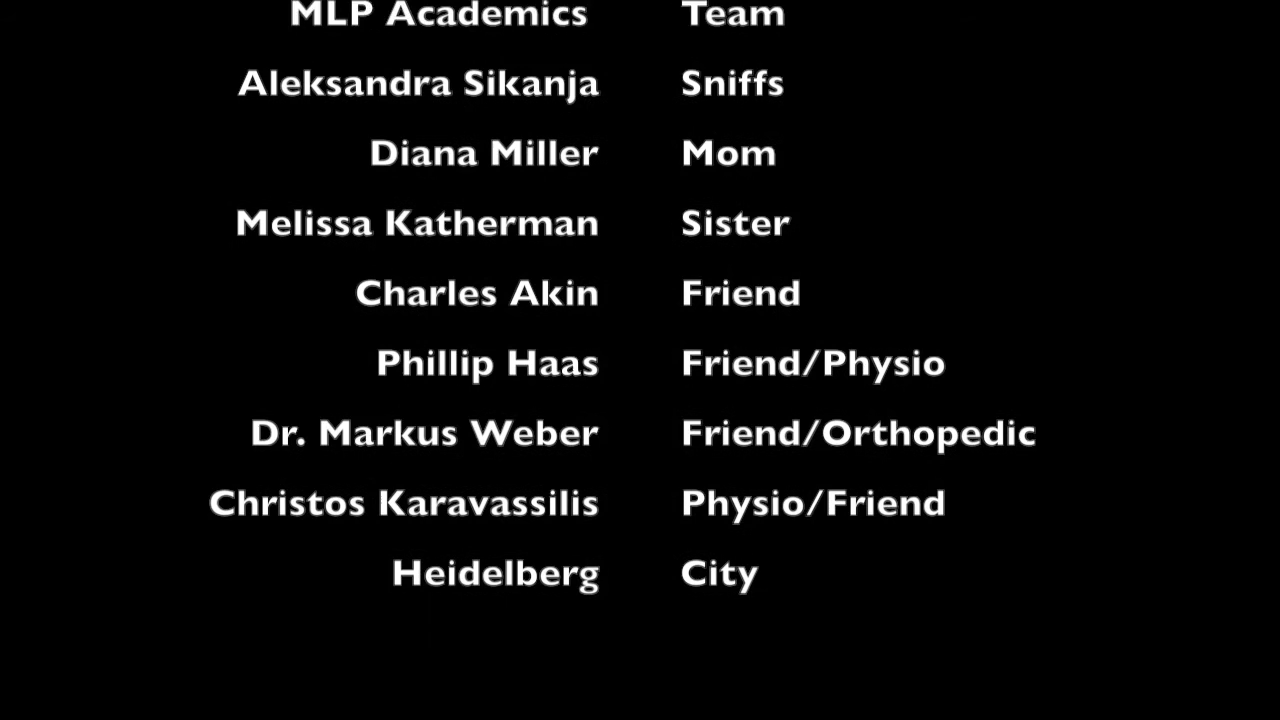 MLP Academics Team
Aleksandra Sikanja Sniffs
Diana Miller Mom
Melissa Katherman Sister
Charles Akin Friend
Phillip Haas Friend/Physio
Dr. Markus Weber Friend/Orthopedic
Christos Karavassilis Physio/Friend
Heidelberg City